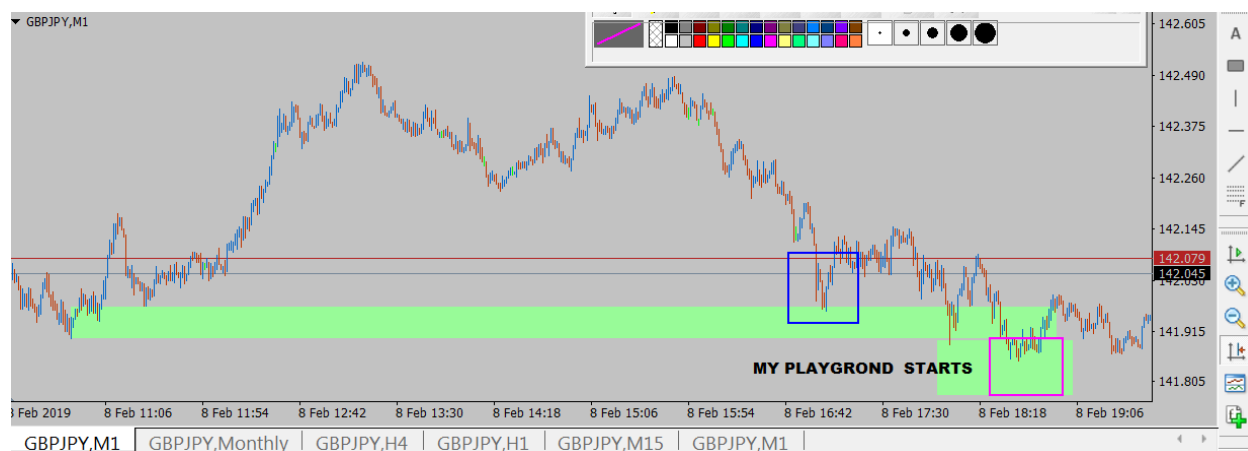 GBPJPY,M1
142.605
142.490
142.375
142.260
142.145
142.079
142.045
142.030
141.915
141.805
A
F
MY PLAYGROND STARTS
8 Feb 2019 8 Feb 11:06 8 Feb 11:54 8 Feb 12:42 8 Feb 13:30 8 Feb 14:18 8 Feb 15:06 8 Feb 15:54 8 Feb 16:42 8 Feb 17:30 8 Feb 18:18 8 Feb 19:06
GBPJPY,M1 GBPJPY,Monthly GBPJPY,H4 GBPJPY,H1 GBPJPY,M15 GBPJPY,M1